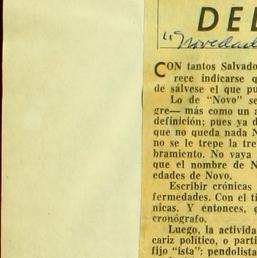 DEL
"Novedad
CON tantos Salvado
rece indicarse q
de sálvese el que pu
Lo de "Novo" se
gre— más como un a
definición; pues ya d
que no queda nada N
no se le trepe la tre
bramiento. No vaya
que el nombre de N
edades de Novo.
Escribir crónicas
fermedades. Con el ti
nicas. Y entonces, e
cronógrafo.
Luego, la activida
cariz político, o parti
fijo "ista"; pendolista